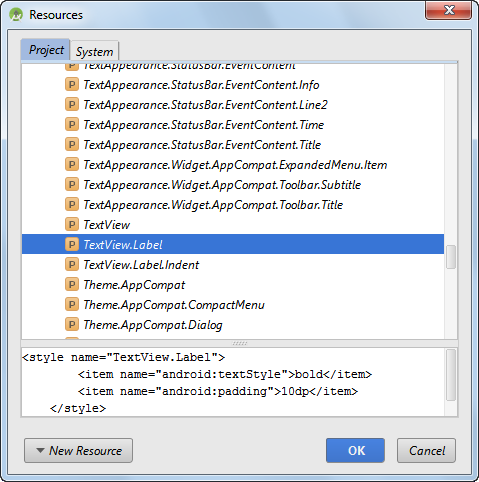 Resources
Project System
TextAppearance.StatusBar.EventContent
TextAppearance.StatusBar.EventContent.Info
TextAppearance.StatusBar.EventContent.Line2
TextAppearance.StatusBar.EventContent.Time
TextAppearance.StatusBar.EventContent.Title
TextAppearance.Widget.AppCompat.ExpandedMenu.Item
TextAppearance.Widget.AppCompat.Toolbar.Subtitle
TextAppearance.Widget.AppCompat.Toolbar.Title
TextView
TextView.Label
TextView.Label.Indent
Theme.AppCompat
Theme.AppCompat.CompactMenu
Theme.AppCompat.Dialog
<style name="TextView.Label">
<item name="android:textStyle">bold</item>
<item name="android:padding">10dp</item>
</style>
New Resource OK Cancel